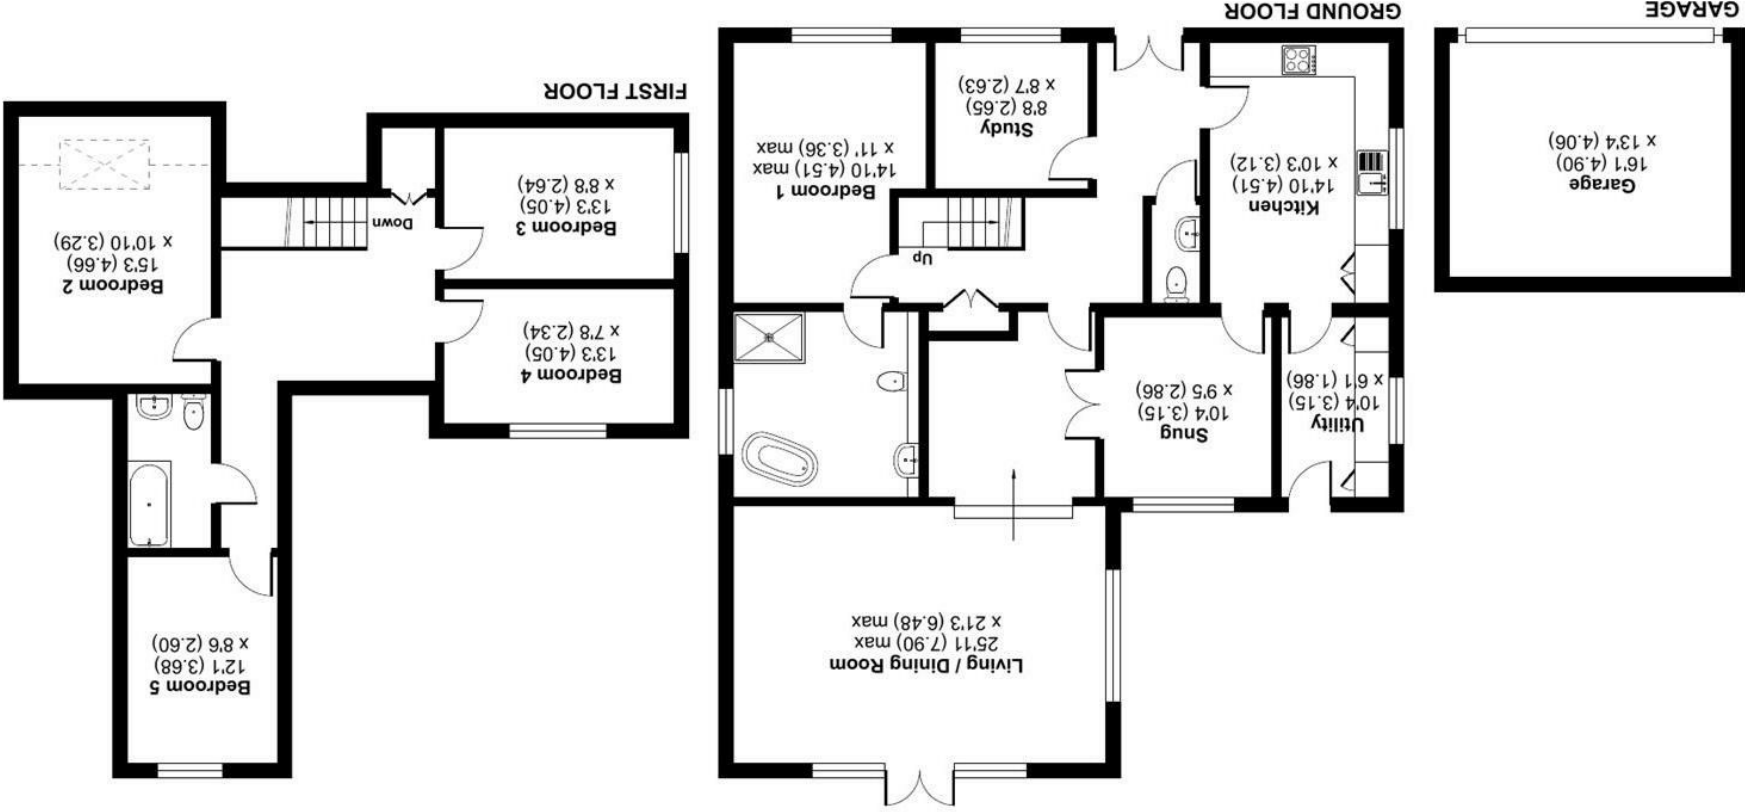 Garage
16'1 (4.90)
x 13'4 (4.06)
GARAGE
Living / Dining Room
25'11 (7.90) max
x 21'3 (6.48) max
Utility
10'4 (3.15)
x 6'1 (1.86)
Snug
10'4 (3.15)
x 9'5 (2.86)
Up
Kitchen
14'10 (4.51)
x 10'3 (3.12)
Bedroom 1
14'10 (4.51) max
x 11' (3.36) max
Study
8'8 (2.65)
x 8'7 (2.63)
GROUND FLOOR
Bedroom 5
12'1 (3.68)
x 8'6 (2.60)
Bedroom 4
13'3 (4.05)
x 7'8 (2.34)
Bedroom 2
15'3 (4.66)
x 10'10 (3.29)
Bedroom 3
13'3 (4.05)
x 8'8 (2.64)
Down
FIRST FLOOR